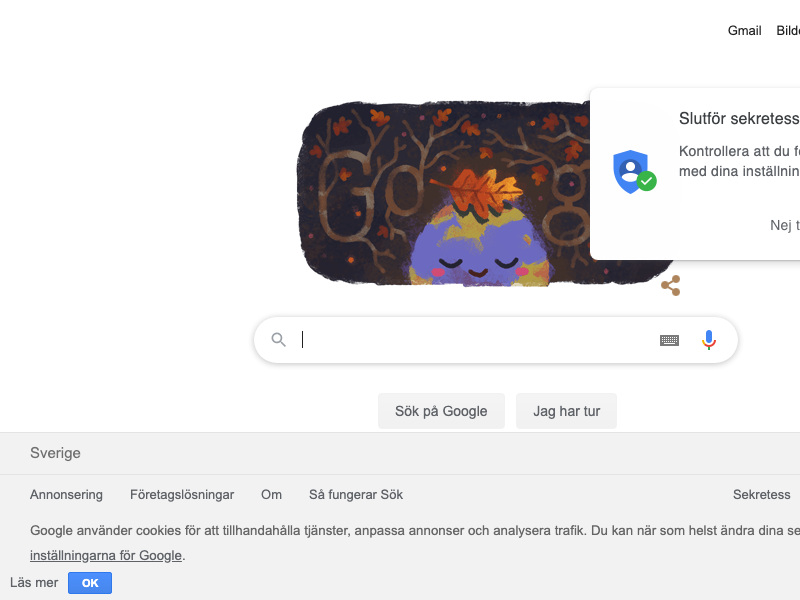 Gmail Bilde
Google
Slutför sekretess
Kontrollera att du f
med dina inställnin
Nej t
Sök på Google
Jag har tur
Sverige
Annonsering Företagslösningar Om Så fungerar Sök Sekretess
Google använder cookies för att tillhandahålla tjänster, anpassa annonser och analysera trafik. Du kan när som helst ändra dina se
inställningarna för Google.
Läs mer OK